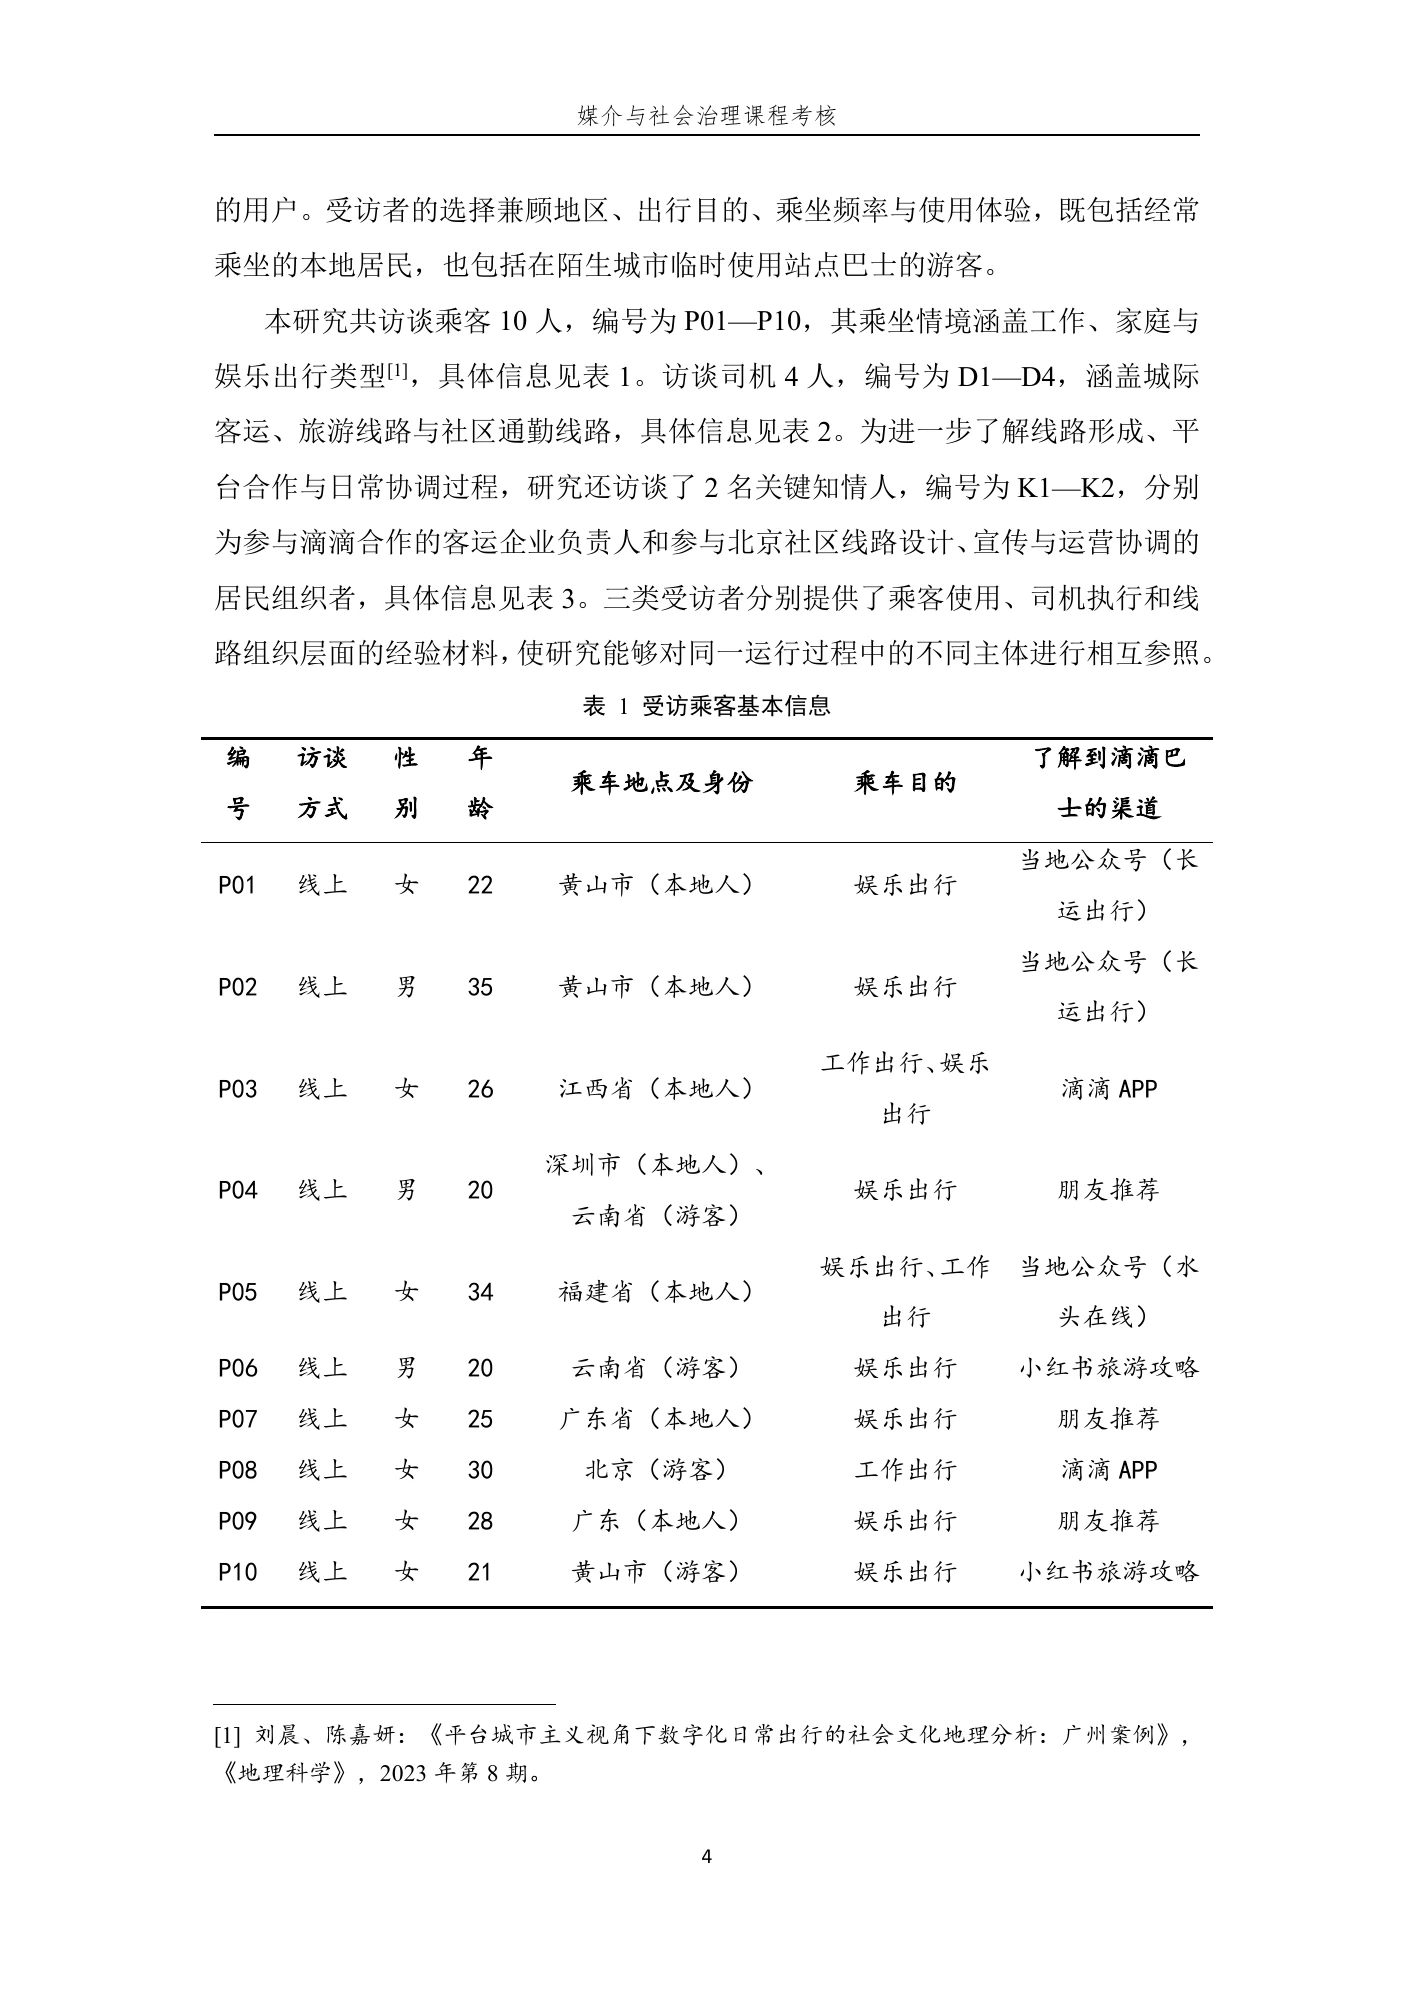 媒介与社会治理课程考核
的用户。受访者的选择兼顾地区、出行目的、乘坐频率与使用体验，既包括经常
乘坐的本地居民，也包括在陌生城市临时使用站点巴士的游客。
本研究共访谈乘客 10 人，编号为 P01—P10，其乘坐情境涵盖工作、家庭与
娱乐出行类型[1]，具体信息见表 1。访谈司机 4 人，编号为 D1—D4，涵盖城际
客运、旅游线路与社区通勤线路，具体信息见表 2。为进一步了解线路形成、平
台合作与日常协调过程，研究还访谈了 2 名关键知情人，编号为 K1—K2，分别
为参与滴滴合作的客运企业负责人和参与北京社区线路设计、宣传与运营协调的
居民组织者，具体信息见表 3。三类受访者分别提供了乘客使用、司机执行和线
路组织层面的经验材料，使研究能够对同一运行过程中的不同主体进行相互参照。
表 1 受访乘客基本信息
编 访谈 性 年 了解到滴滴巴
乘车地点及身份 乘车目的
号 方式 别 龄 士的渠道
当地公众号（长
P01 线上 女 22 黄山市（本地人） 娱乐出行
运出行）
当地公众号（长
P02 线上 男 35 黄山市（本地人） 娱乐出行
运出行）
工作出行、娱乐
P03 线上 女 26 江西省（本地人） 滴滴 APP
出行
深圳市（本地人）、
P04 线上 男 20 娱乐出行 朋友推荐
云南省（游客）
娱乐出行、工作 当地公众号（水
P05 线上 女 34 福建省（本地人）
出行 头在线）
P06 线上 男 20 云南省（游客） 娱乐出行 小红书旅游攻略
P07 线上 女 25 广东省（本地人） 娱乐出行 朋友推荐
P08 线上 女 30 北京（游客） 工作出行 滴滴 APP
P09 线上 女 28 广东（本地人） 娱乐出行 朋友推荐
P10 线上 女 21 黄山市（游客） 娱乐出行 小红书旅游攻略
[1] 刘晨、陈嘉妍：《平台城市主义视角下数字化日常出行的社会文化地理分析：广州案例》，
《地理科学》，2023 年第 8 期。
4